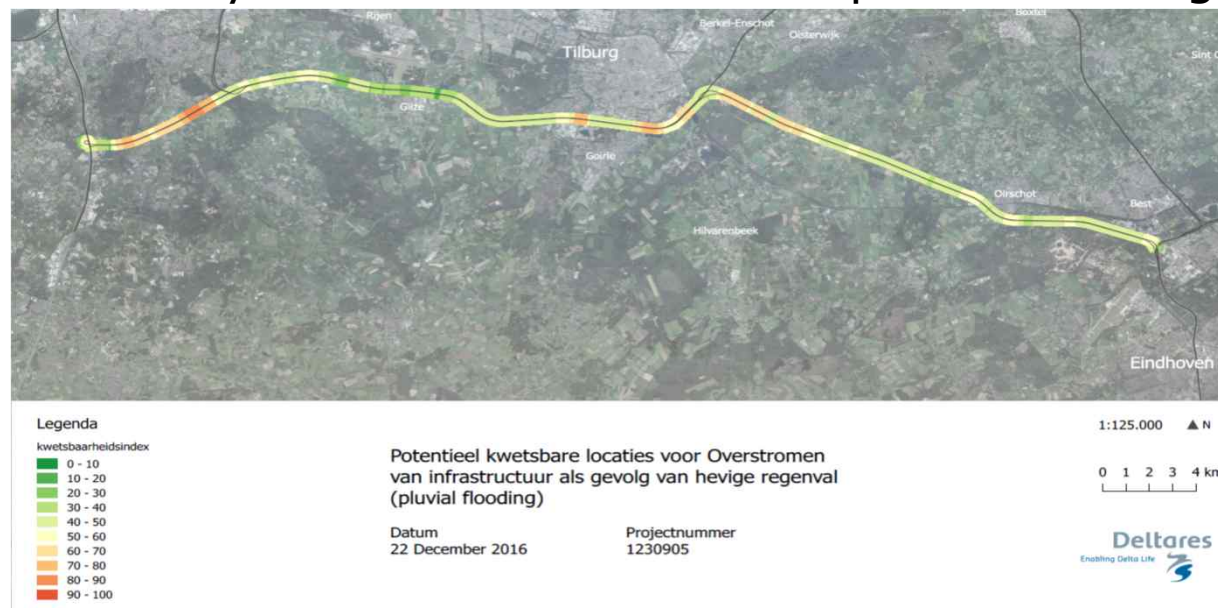 Rijen
Berkel-Enschot
Boxtel
Oisterwijk
Tilburg
Sint
Gilze
Goirle
Oirschot
Best
Hilvarenbeek
Eindhoven
Legenda
kwetsbaarheidsindex
0 - 10
10 - 20
20 - 30
30 - 40
40 - 50
50 - 60
60 - 70
70 - 80
80 - 90
90 - 100
Potentieel kwetsbare locaties voor Overstromen
van infrastructuur als gevolg van hevige regenval
(pluvial flooding)
Datum
22 December 2016
Projectnummer
1230905
1:125.000 N
0 1 2 3 4 km
Deltares
Enabling Delta Life